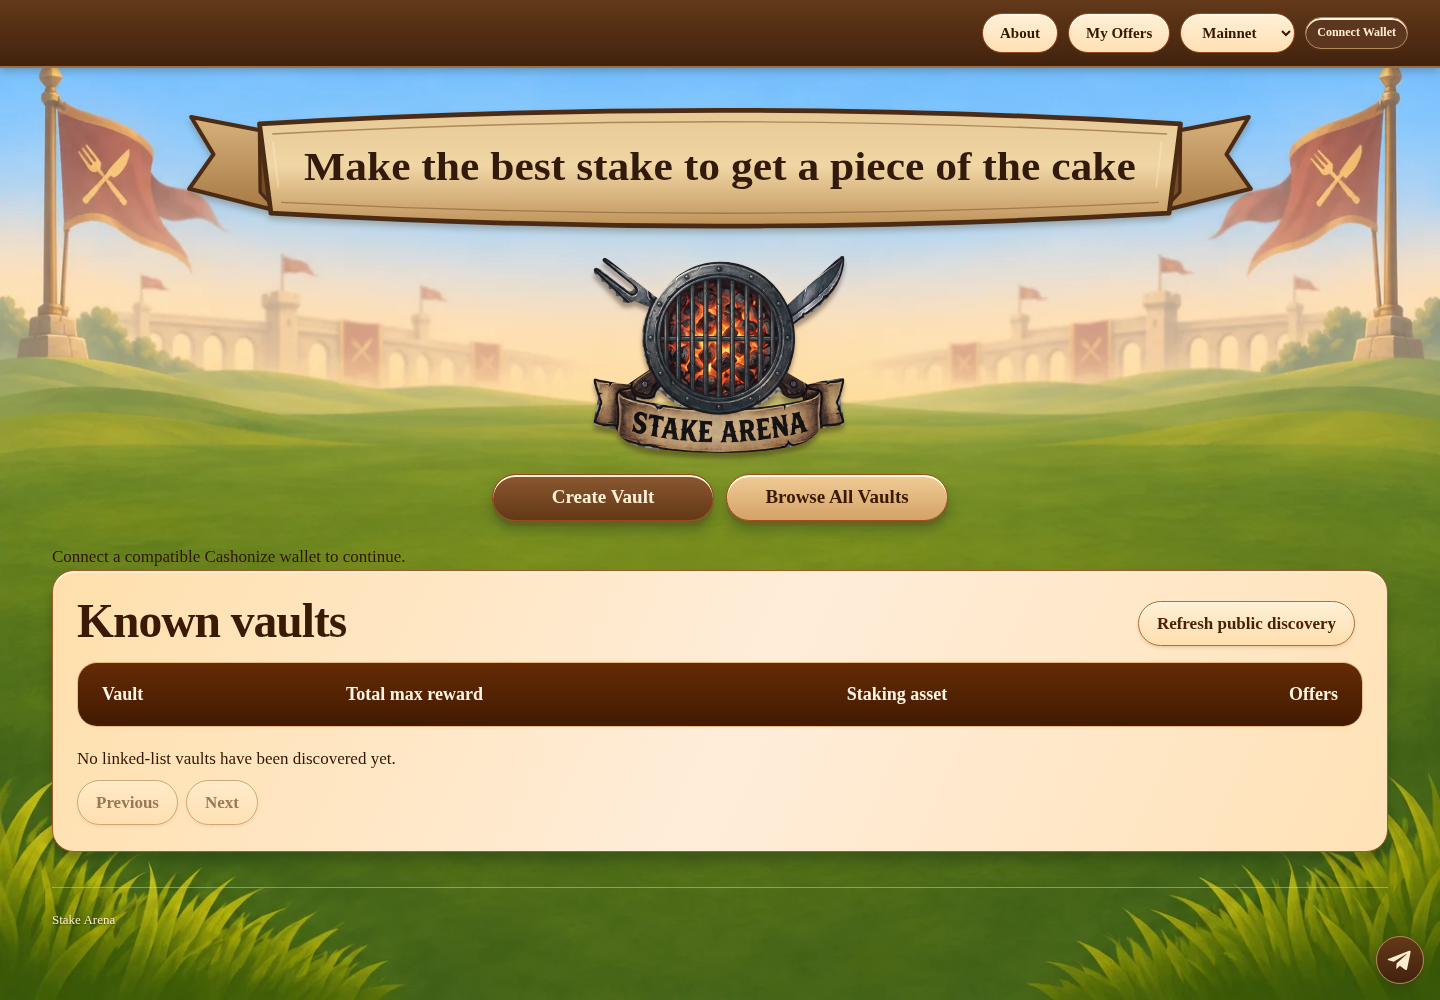 About
My Offers
Mainnet
Connect Wallet
Make the best stake to get a piece of the cake
STAKE ARENA
Create Vault
Browse All Vaults
Connect a compatible Cashonize wallet to continue.
Known vaults
Refresh public discovery
Vault
Total max reward
Staking asset
Offers
No linked-list vaults have been discovered yet.
Previous
Next
Stake Arena